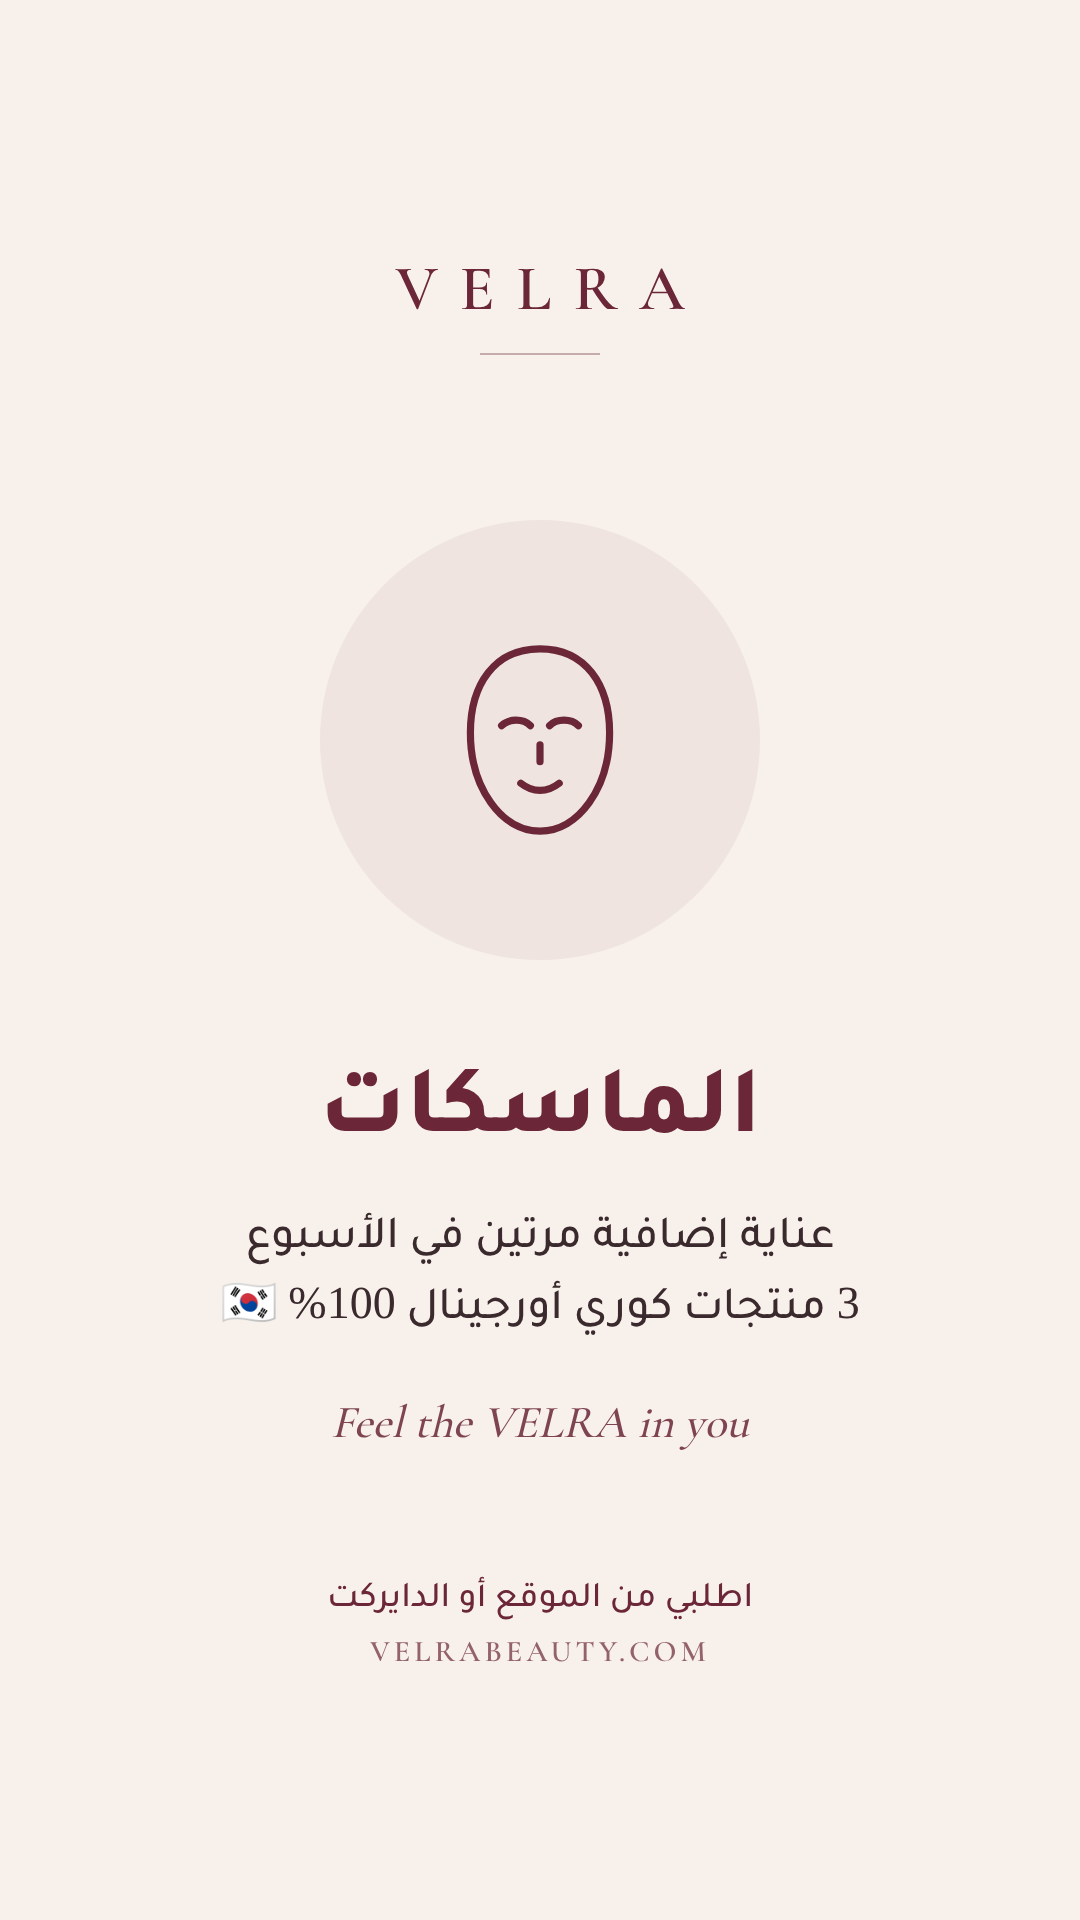 VELRA
الماسكات
عناية إضافية مرتين في الأسبوع
3 منتجات كوري أورجينال 100% 🇰🇷
Feel the VELRA in you
اطلبي من الموقع أو الدايركت
VELRABEAUTY.COM